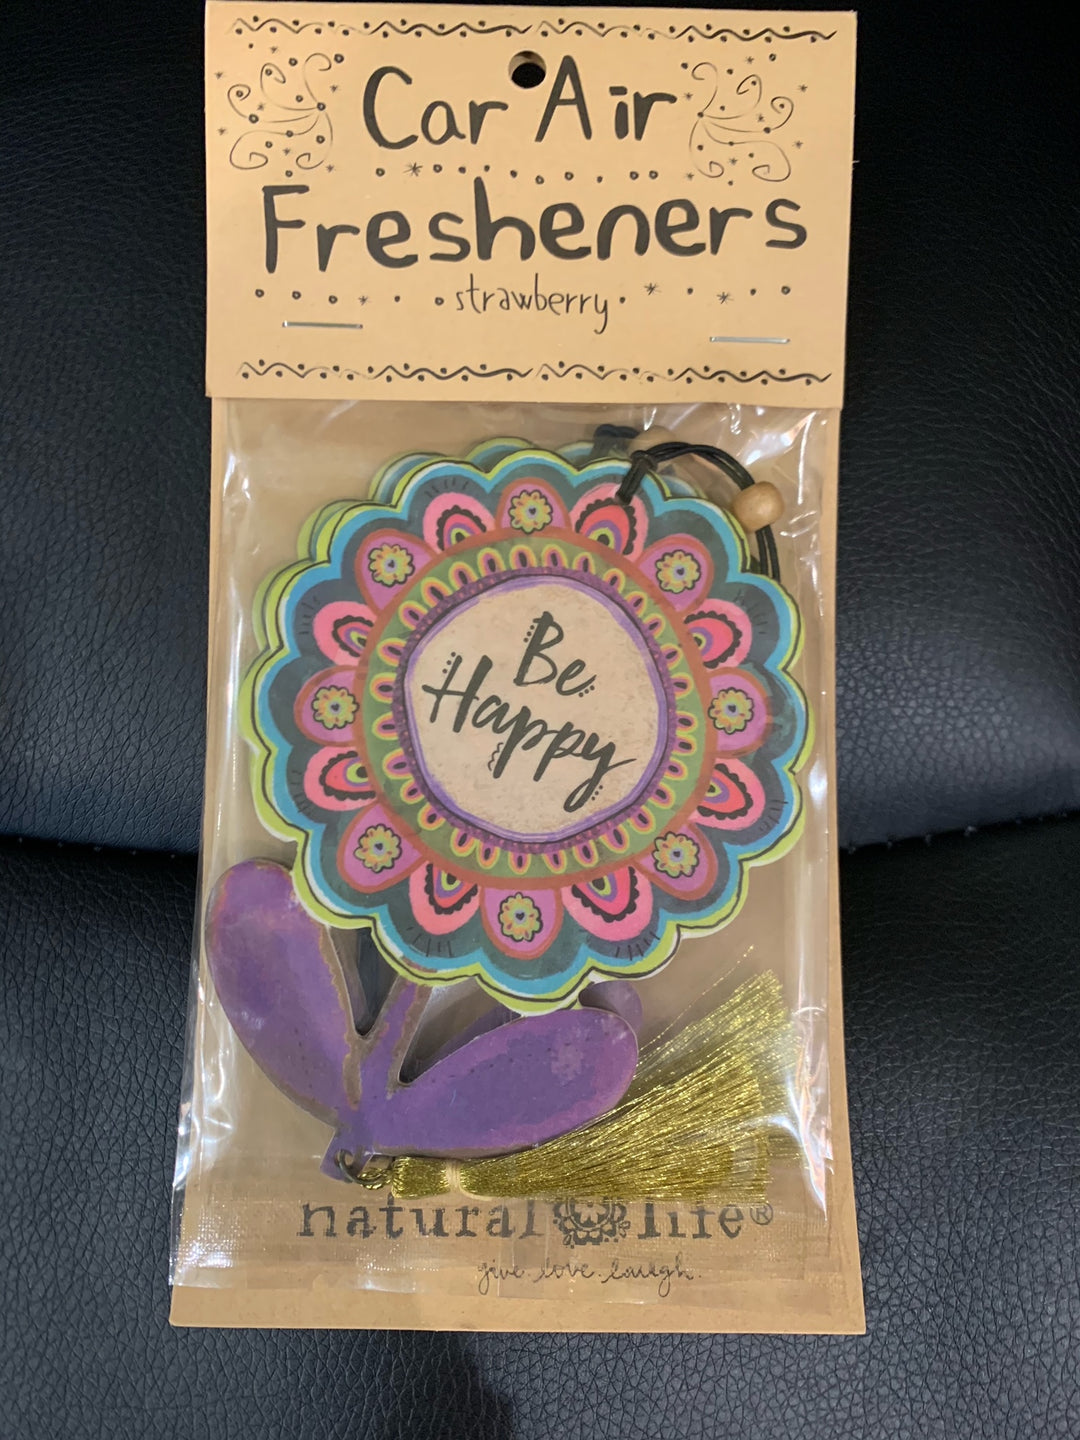 Car Air
Fresheners
strawberry
Be
Happy
natural life®
give. love. laugh.